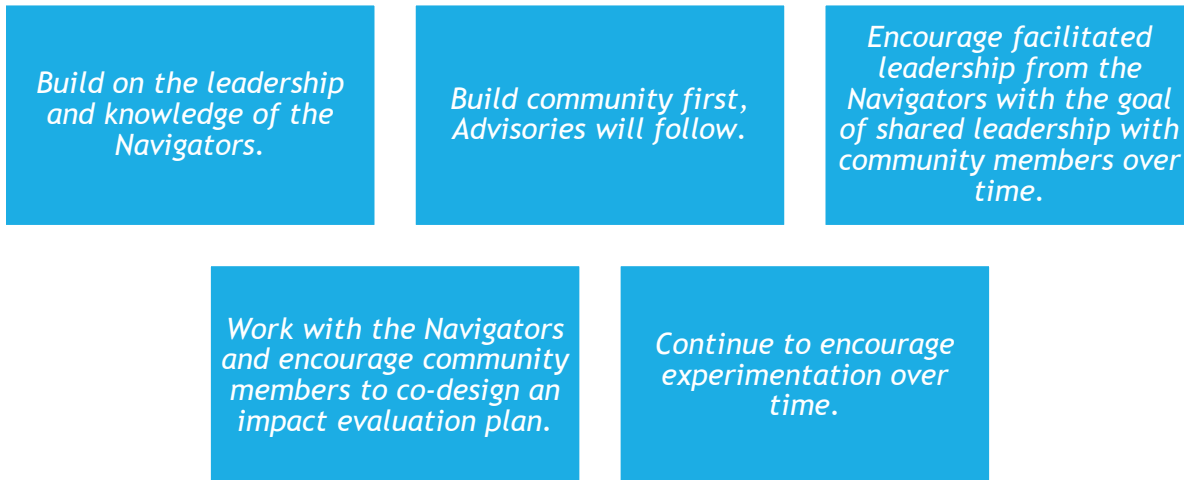 Build on the leadership
and knowledge of the
Navigators.
Build community first,
Advisories will follow.
Encourage facilitated
leadership from the
Navigators with the goal
of shared leadership with
community members over
time.
Work with the Navigators
and encourage community
members to co-design an
impact evaluation plan.
Continue to encourage
experimentation over
time.